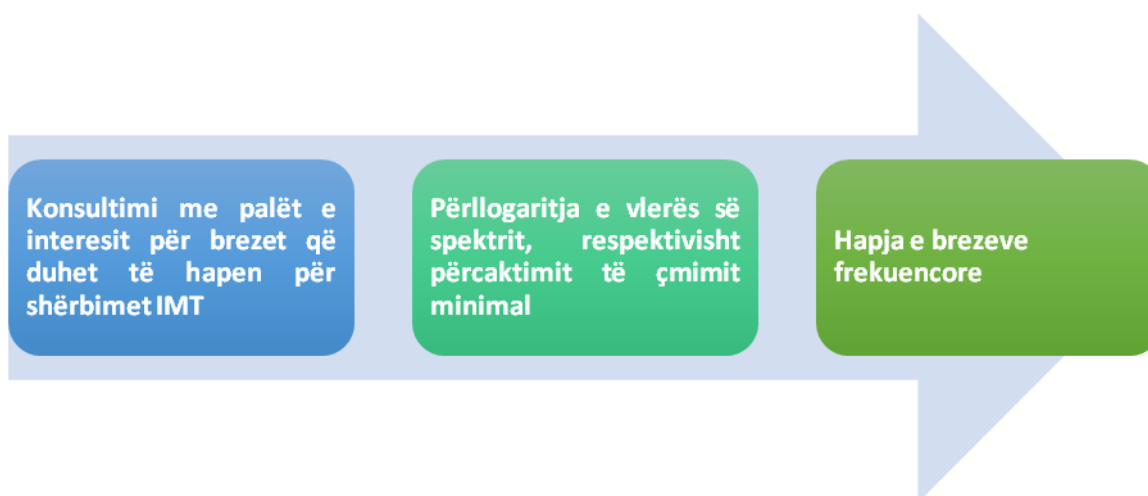 Konsultimi me palët e
interesit për brezet që
duhet të hapen për
shërbimet IMT
Përllogaritja e vlerës së
spektrit, respektivisht
përcaktimit të çmimit
minimal
Hapja e brezeve
frekuencore